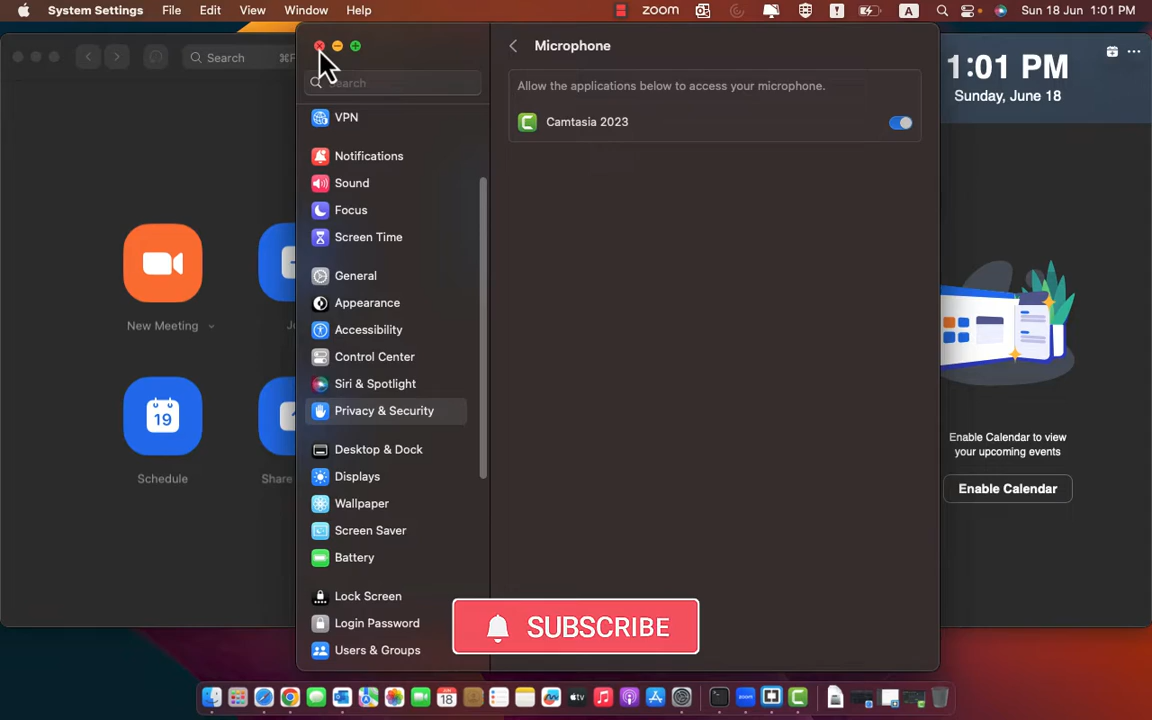 System Settings File Edit View Window Help zoom A Sun 18 Jun 1:01 PM
Search
Search
VPN
Notifications
Sound
Focus
Screen Time
General
Appearance
Accessibility
Control Center
Siri & Spotlight
Privacy & Security
Desktop & Dock
Displays
Wallpaper
Screen Saver
Battery
Lock Screen
Login Password
Users & Groups
Microphone
Allow the applications below to access your microphone.
Camtasia 2023
New Meeting
19
Schedule
Share
1:01 PM
Sunday, June 18
Enable Calendar to view
your upcoming events
Enable Calendar
SUBSCRIBE